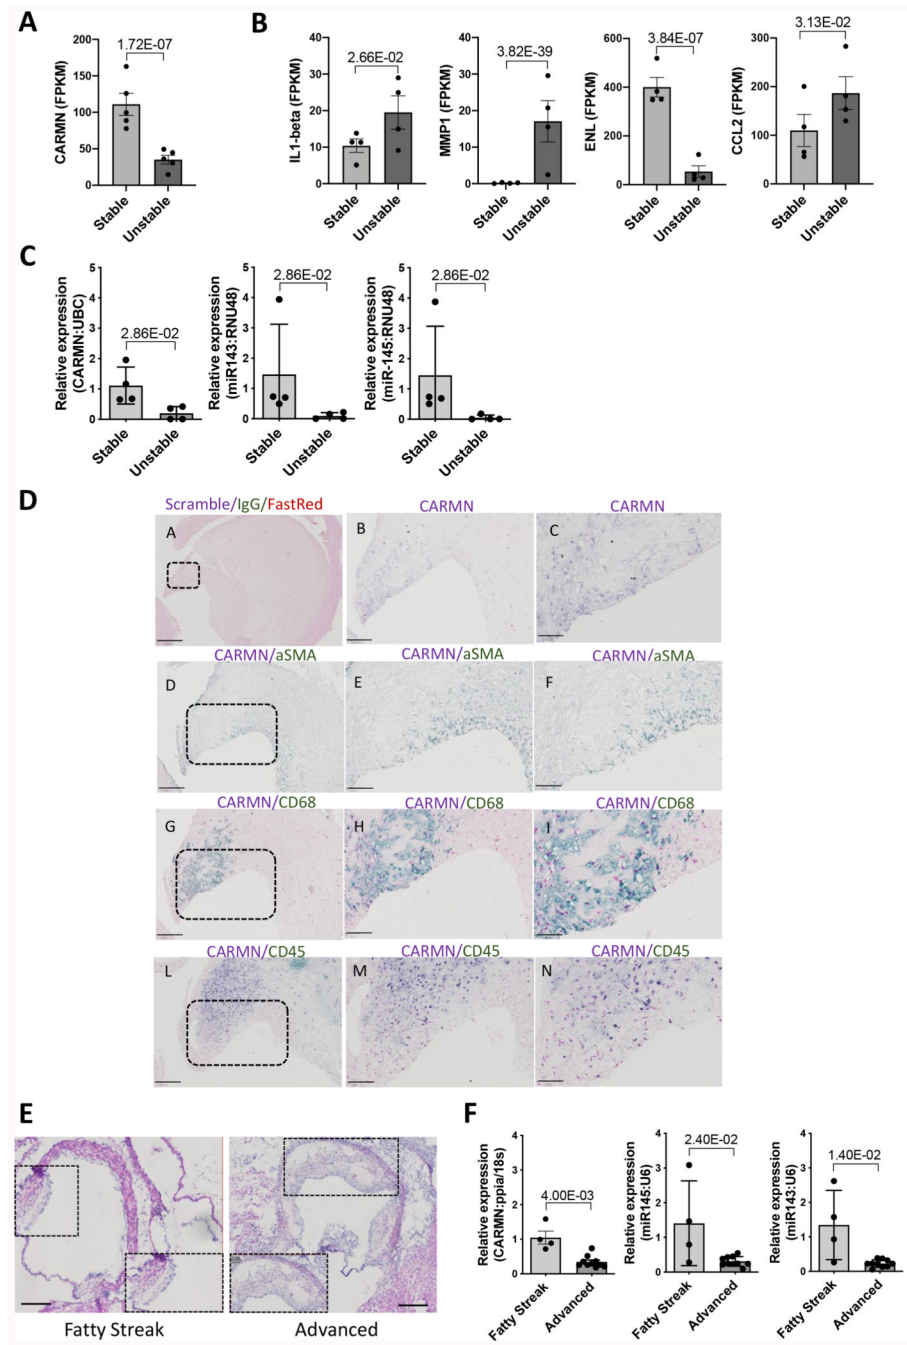 A
CARMN (FPKM)
200
150
100
50
0
1.72E-07
Stable
Unstable
B
IL1-beta (FPKM)
40
30
20
10
0
2.66E-02
Stable
Unstable
MMP1 (FPKM)
40
30
20
10
0
3.82E-39
Stable
Unstable
ENL (FPKM)
600
400
200
0
3.84E-07
Stable
Unstable
CCL2 (FPKM)
300
200
100
0
3.13E-02
Stable
Unstable
C
Relative expression
(CARMN:UBC)
5
4
3
2
1
0
2.86E-02
Stable
Unstable
Relative expression
(miR143:RNU48)
5
4
3
2
1
0
2.86E-02
Stable
Unstable
Relative expression
(miR-145:RNU48)
5
4
3
2
1
0
2.86E-02
Stable
Unstable
D
Scramble/IgG/FastRed
CARMN
CARMN
A
B
C
CARMN/aSMA
CARMN/aSMA
CARMN/aSMA
D
E
F
CARMN/CD68
CARMN/CD68
CARMN/CD68
G
H
I
CARMN/CD45
CARMN/CD45
CARMN/CD45
L
M
N
E
Fatty Streak
Advanced
F
Relative expression
(CARMN:ppia/18s)
4
3
2
1
0
4.00E-03
Fatty Streak
Advanced
Relative expression
(miR145:U6)
4
3
2
1
0
2.40E-02
Fatty Streak
Advanced
Relative expression
(miR143:U6)
4
3
2
1
0
1.40E-02
Fatty Streak
Advanced